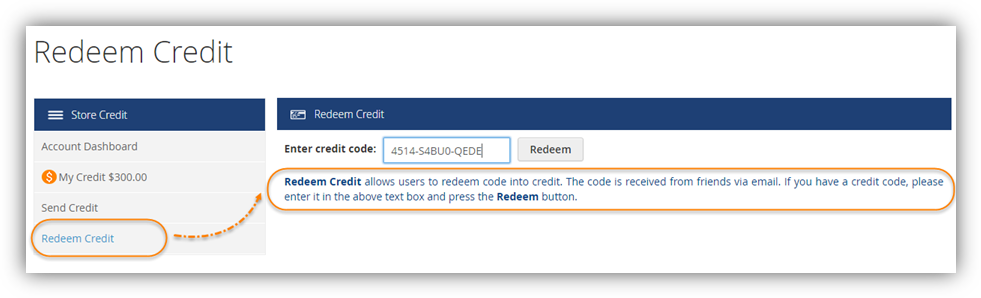 Redeem Credit
Store Credit
Account Dashboard
My Credit $300.00
Send Credit
Redeem Credit
Redeem Credit
Enter credit code: 4514-S4BU0-QEDE Redeem
Redeem Credit allows users to redeem code into credit. The code is received from friends via email. If you have a credit code, please
enter it in the above text box and press the Redeem button.